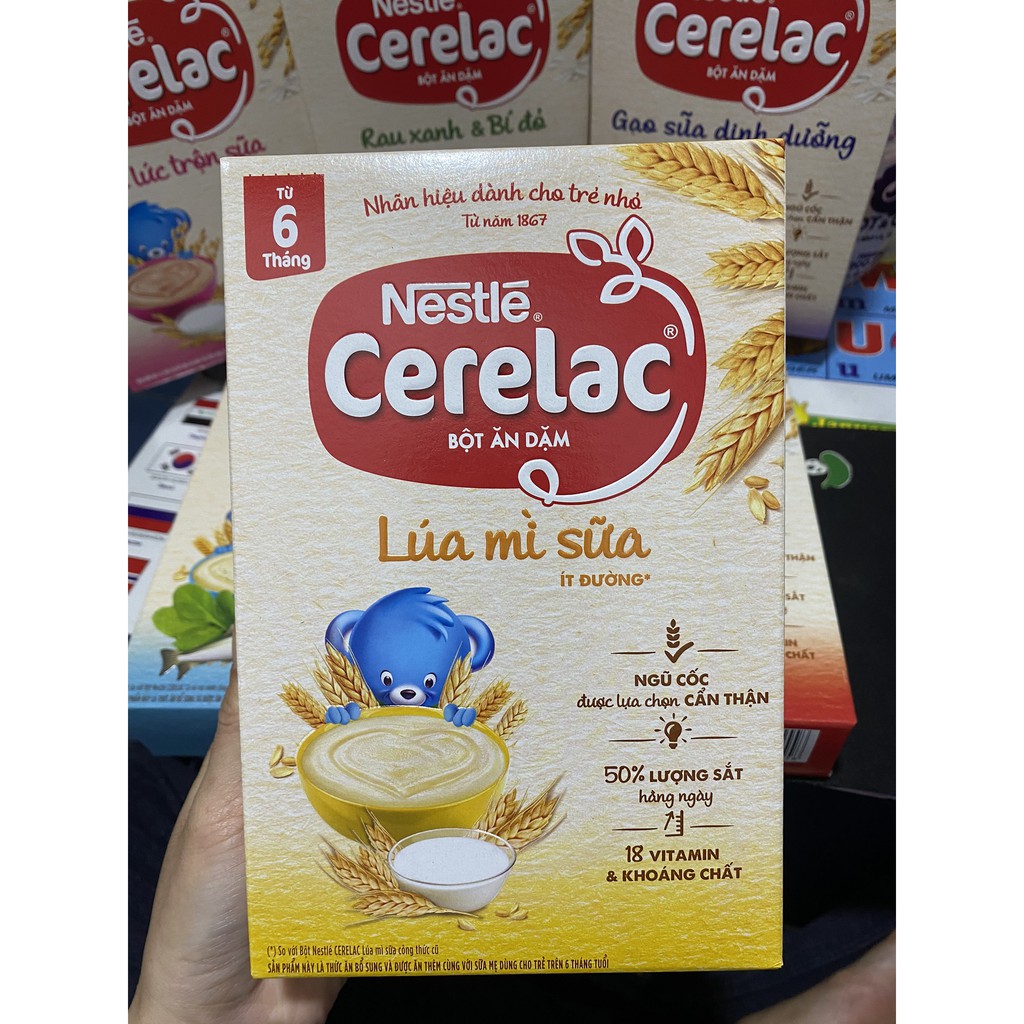 Nestlé
Cerelac
BỘT ĂN DẶM
Rau xanh & Bí đỏ
Cerelac
BỘT ĂN DẶM
Gạo sữa dinh dưỡng
lúc trộn sữa
Từ
6
Tháng
Nhãn hiệu dành cho trẻ nhỏ
Từ năm 1867
Nestlé®
Cerelac®
BỘT ĂN DẶM
Lúa mì sữa
ÍT ĐƯỜNG*
NGŨ CỐC
được lựa chọn CẨN THẬN
50% LƯỢNG SẮT
hằng ngày
18 VITAMIN
& KHOÁNG CHẤT
(*) So với Bột Nestlé CERELAC Lúa mì sữa công thức cũ
SẢN PHẨM NÀY LÀ THỨC ĂN BỔ SUNG VÀ ĐƯỢC ĂN THÊM CÙNG VỚI SỮA MẸ DÙNG CHO TRẺ TRÊN 6 THÁNG TUỔI